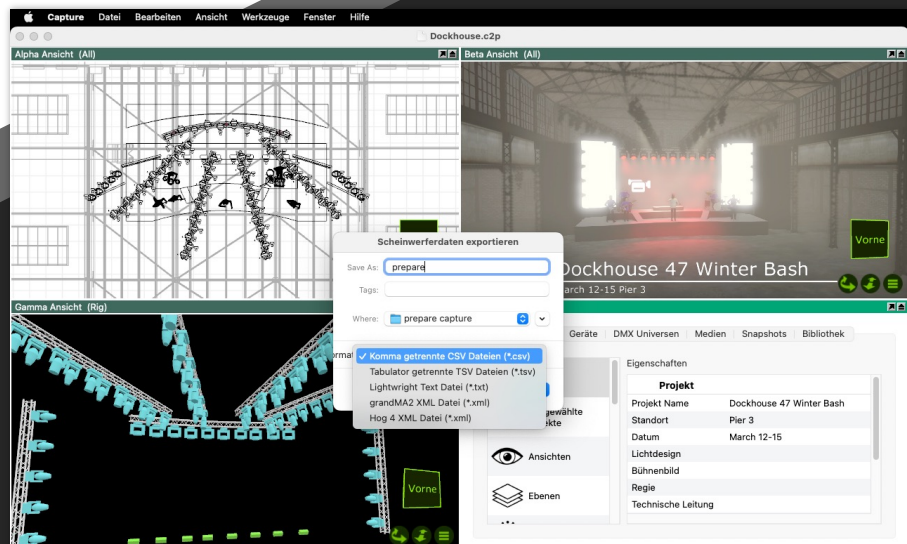 Capture Datei Bearbeiten Ansicht Werkzeuge Fenster Hilfe
Dockhouse.c2p
Alpha Ansicht (All)
Beta Ansicht (All)
Vorne
Dockhouse 47 Winter Bash
March 12-15 Pier 3
Scheinwerferdaten exportieren
Save As: prepare
Tags:
Where: prepare capture
Komma getrennte CSV Dateien (*.csv)
Tabulator getrennte TSV Dateien (*.tsv)
Lightwright Text Datei (*.txt)
grandMA2 XML Datei (*.xml)
Hog 4 XML Datei (*.xml)
Gamma Ansicht (Rig)
Vorne
Geräte DMX Universen Medien Snapshots Bibliothek
Ansichten
Ebenen
Eigenschaften
Projekt
Projekt Name Dockhouse 47 Winter Bash
Standort Pier 3
Datum March 12-15
Lichtdesign
Bühnenbild
Regie
Technische Leitung